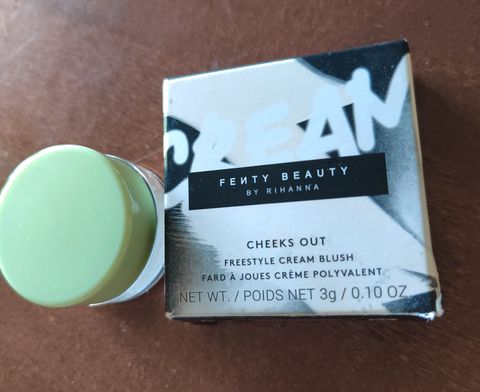 CREAM
FEИTY BEAUTY
BY RIHANNA
CHEEKS OUT
FREESTYLE CREAM BLUSH
FARD À JOUES CRÈME POLYVALENT
NET WT. / POIDS NET 3g / 0.10 OZ